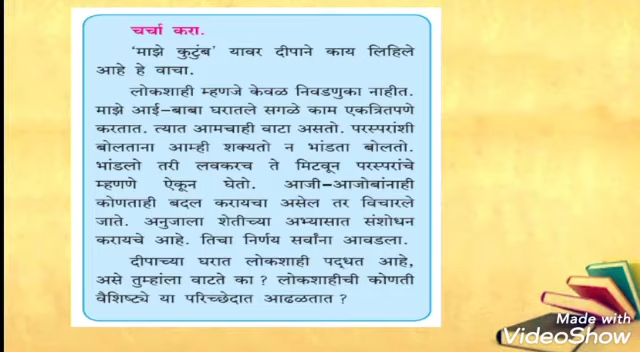 चर्चा करा.
‘माझे कुटुंब’ यावर दीपाने काय लिहिले
आहे हे वाचा.
लोकशाही म्हणजे केवळ निवडणुका नाहीत.
माझे आई-बाबा घरातले सगळे काम एकत्रितपणे
करतात. त्यात आमचाही वाटा असतो. परस्परांशी
बोलताना आम्ही शक्यतो न भांडता बोलतो.
भांडलो तरी लवकरच ते मिटवून परस्परांचे
म्हणणे ऐकून घेतो. आजी-आजोबांनाही
कोणताही बदल करायचा असेल तर विचारले
जाते. अनुजाला शेतीच्या अभ्यासात संशोधन
करायचे आहे. तिचा निर्णय सर्वांना आवडला.
दीपाच्या घरात लोकशाही पद्धत आहे,
असे तुम्हांला वाटते का ? लोकशाहीची कोणती
वैशिष्ट्ये या परिच्छेदात आढळतात ?
Made with
VideoShow